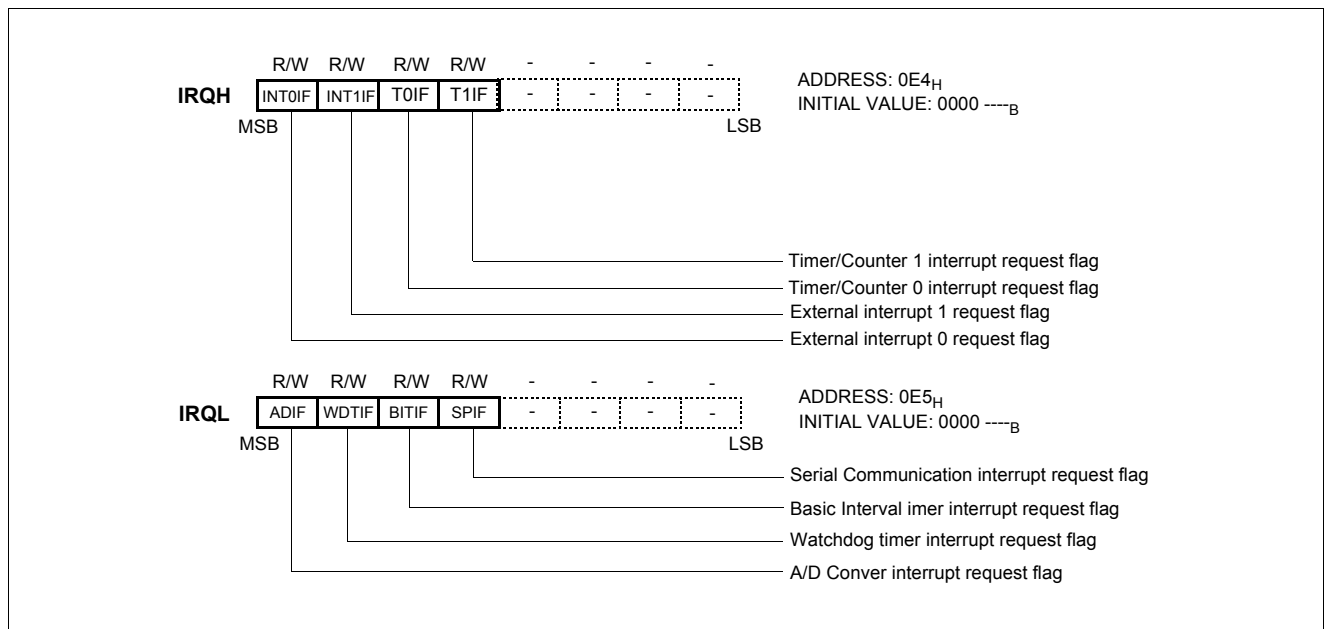 R/W R/W R/W R/W - - - -
IRQH INT0IF INT1IF T0IF T1IF - - - -
MSB LSB
ADDRESS: 0E4H
INITIAL VALUE: 0000 ----B
Timer/Counter 1 interrupt request flag
Timer/Counter 0 interrupt request flag
External interrupt 1 request flag
External interrupt 0 request flag
R/W R/W R/W R/W - - - -
IRQL ADIF WDTIF BITIF SPIF - - - -
MSB LSB
ADDRESS: 0E5H
INITIAL VALUE: 0000 ----B
Serial Communication interrupt request flag
Basic Interval imer interrupt request flag
Watchdog timer interrupt request flag
A/D Conver interrupt request flag